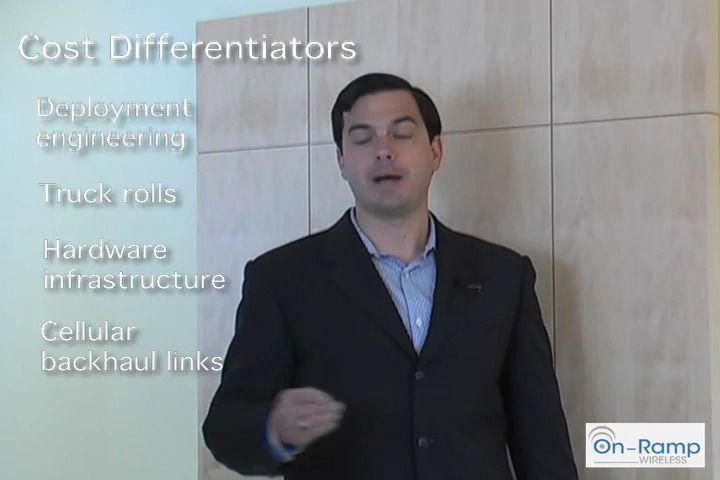 Cost Differentiators
Deployment
engineering
Truck rolls
Hardware
infrastructure
Cellular
backhaul links
On-Ramp
WIRELESS